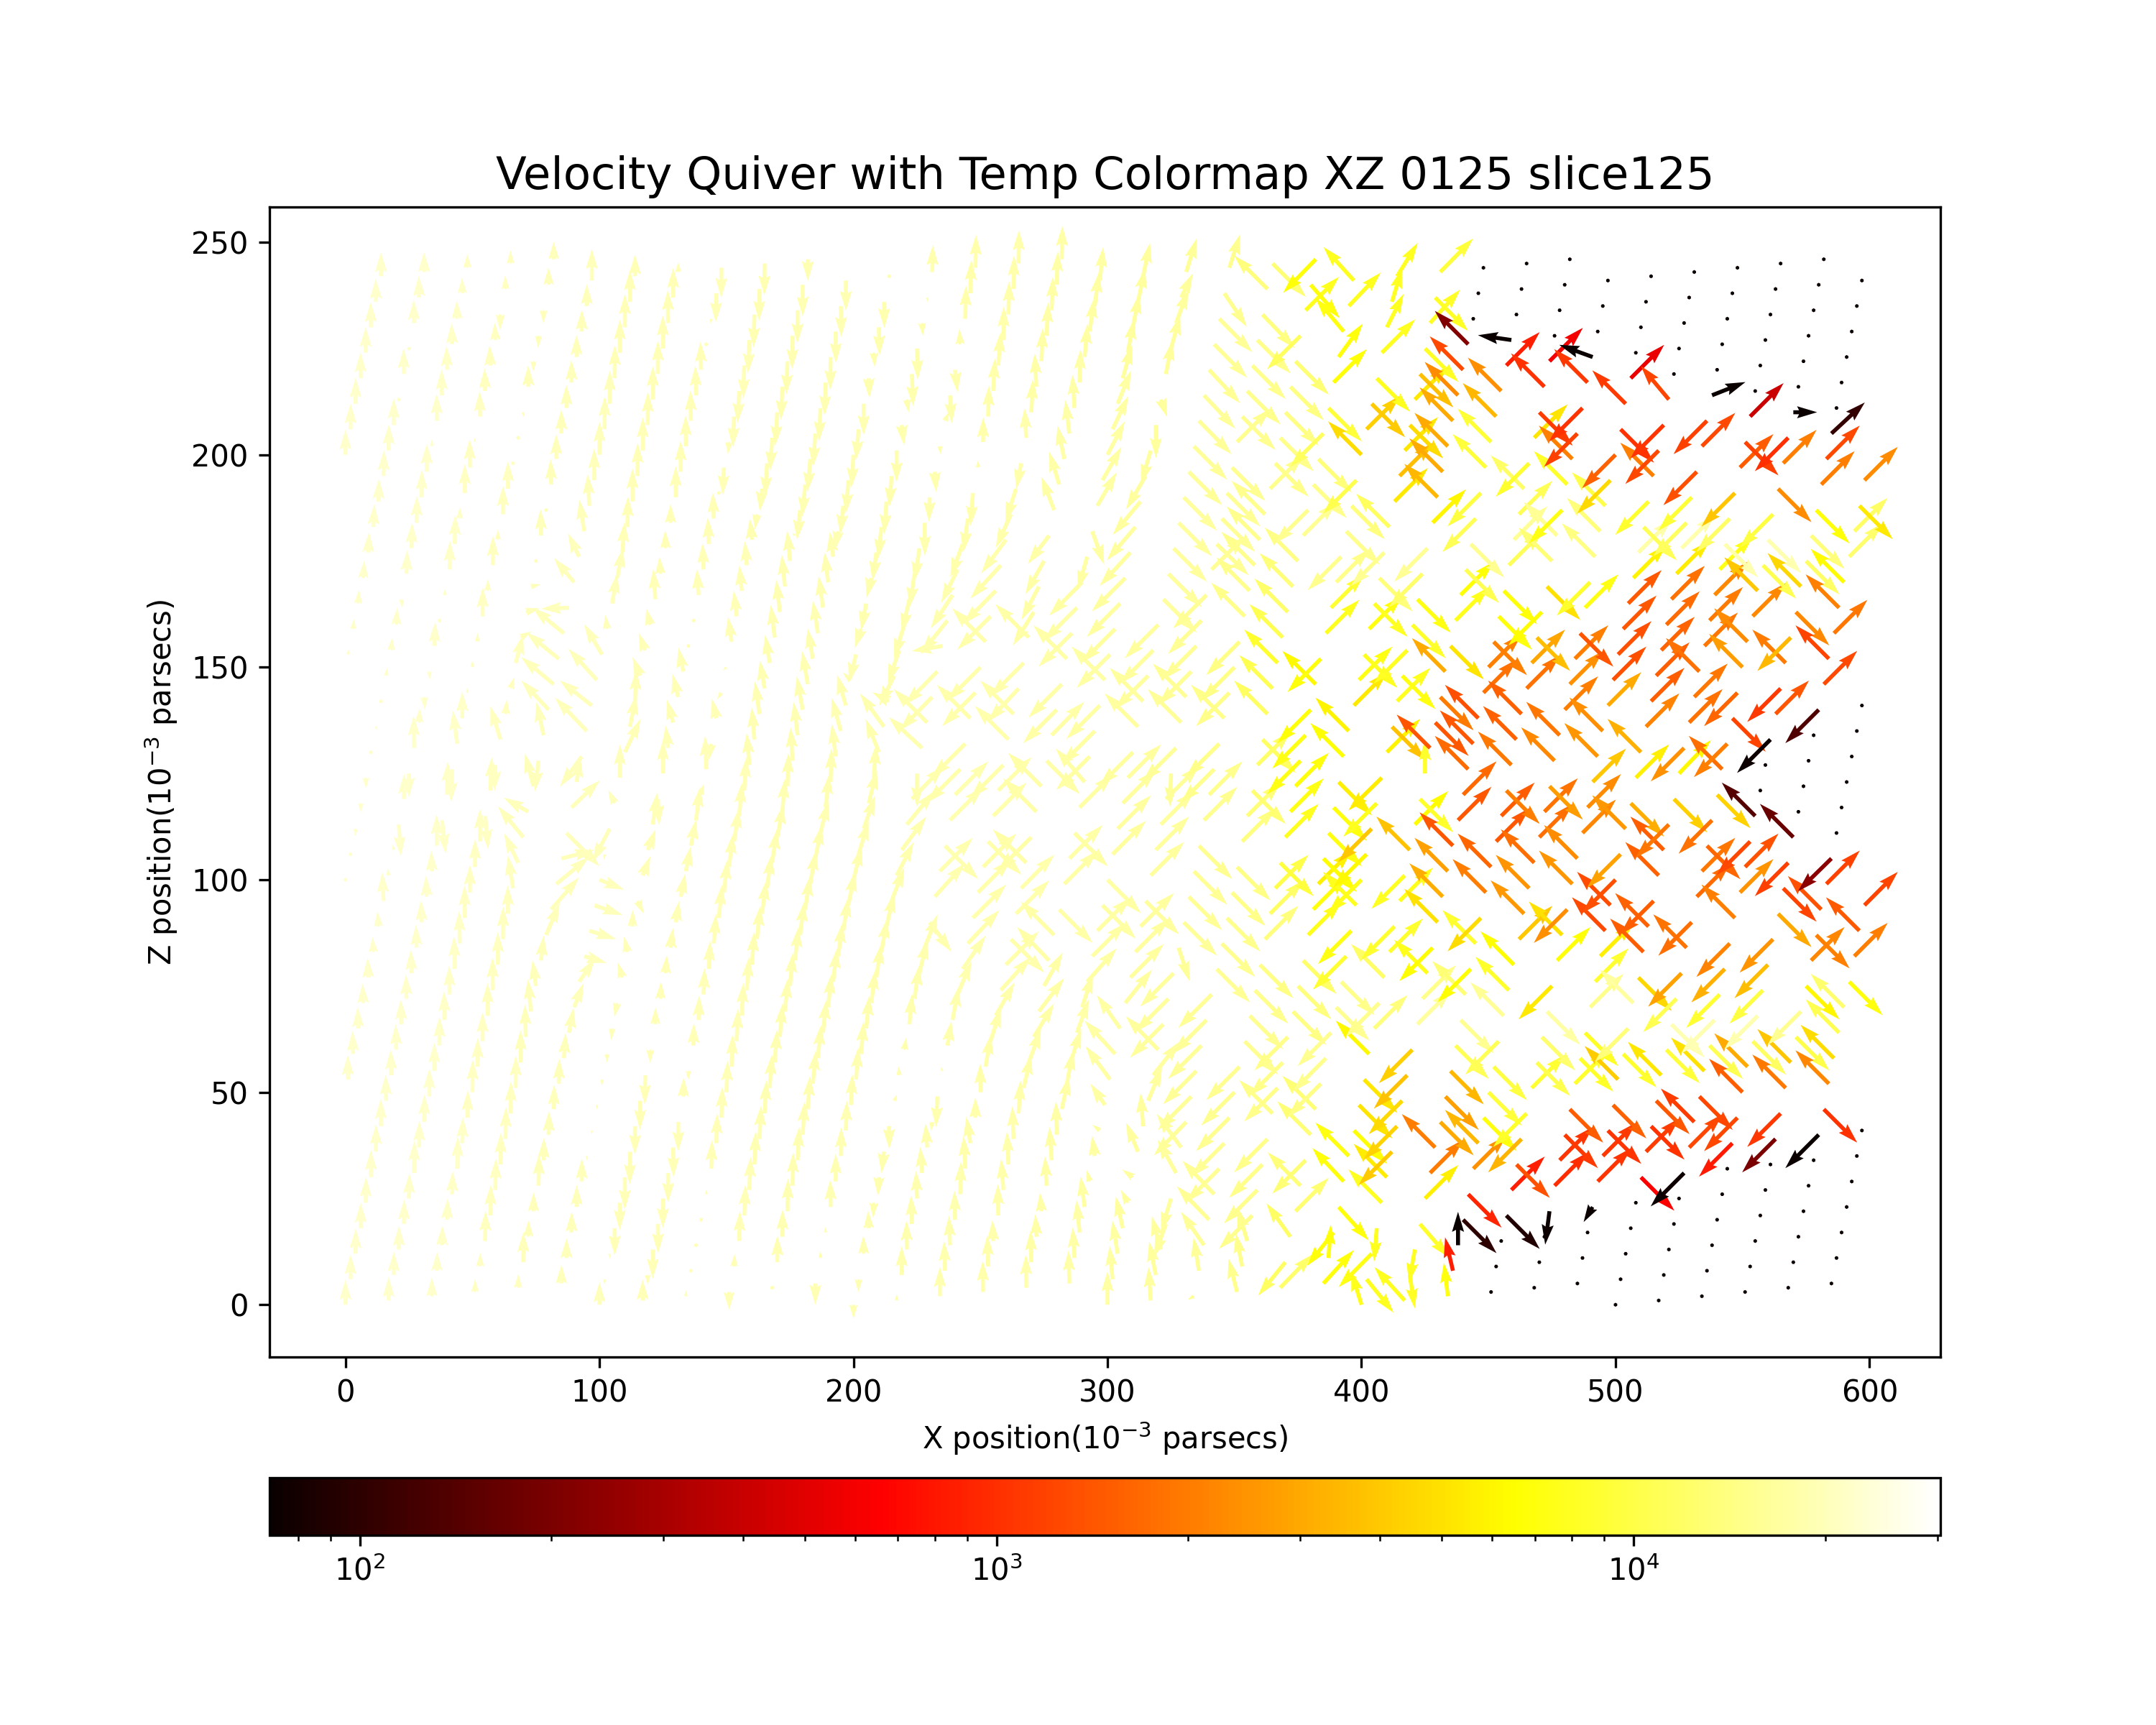 Velocity Quiver with Temp Colormap XZ 0125 slice125
250
200
150
100
50
0
Z position(10⁻³ parsecs)
0 100 200 300 400 500 600
X position(10⁻³ parsecs)
10² 10³ 10⁴